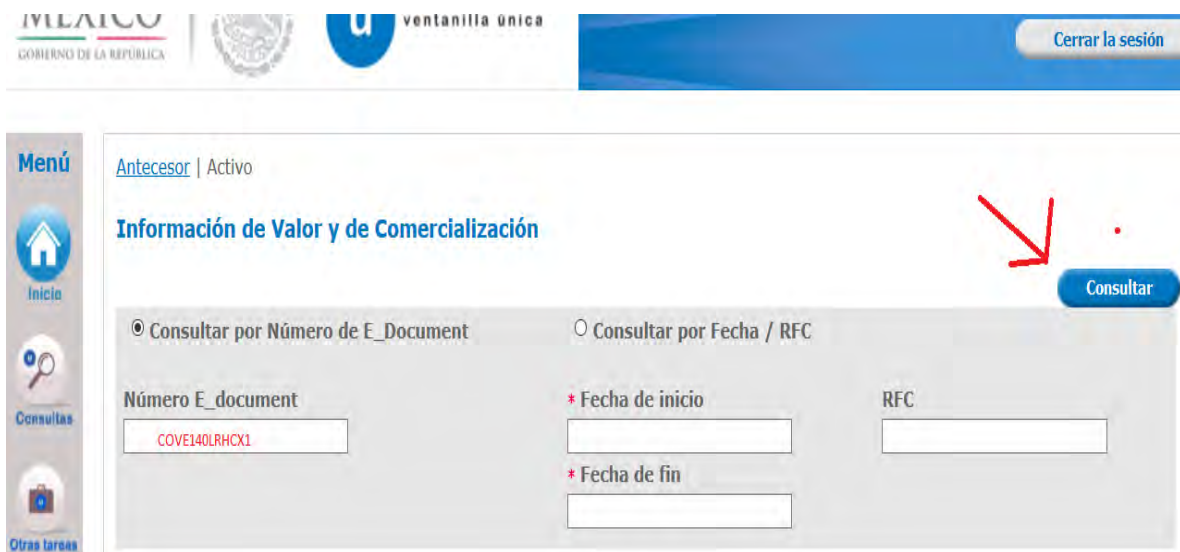 MÉXICO
GOBIERNO DE LA REPÚBLICA
u
ventanilla única
Cerrar la sesión
Menú
Antecesor | Activo
Información de Valor y de Comercialización
Inicio
Consultar
Consultar por Número de E_Document
Consultar por Fecha / RFC
Número E_document
* Fecha de inicio
RFC
Consultas
COVE140LRHCX1
* Fecha de fin
Otras tareas